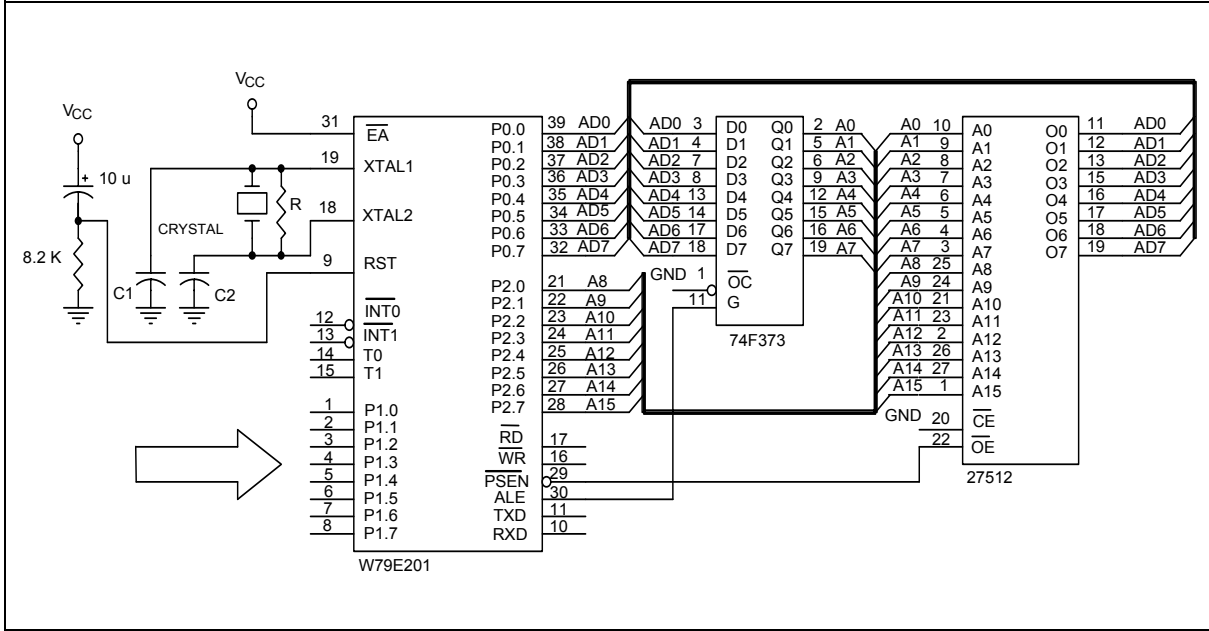 VCC
VCC
10 u
8.2 K
C1
C2
CRYSTAL
R
31 EA
19 XTAL1
18 XTAL2
9 RST
12 INT0
13 INT1
14 T0
15 T1
1 P1.0
2 P1.1
3 P1.2
4 P1.3
5 P1.4
6 P1.5
7 P1.6
8 P1.7
P0.0 39 AD0
P0.1 38 AD1
P0.2 37 AD2
P0.3 36 AD3
P0.4 35 AD4
P0.5 34 AD5
P0.6 33 AD6
P0.7 32 AD7
P2.0 21 A8
P2.1 22 A9
P2.2 23 A10
P2.3 24 A11
P2.4 25 A12
P2.5 26 A13
P2.6 27 A14
P2.7 28 A15
RD 17
WR 16
PSEN 29
ALE 30
TXD 11
RXD 10
W79E201
AD0 3 D0 Q0 2 A0
AD1 4 D1 Q1 5 A1
AD2 7 D2 Q2 6 A2
AD3 8 D3 Q3 9 A3
AD4 13 D4 Q4 12 A4
AD5 14 D5 Q5 15 A5
AD6 17 D6 Q6 16 A6
AD7 18 D7 Q7 19 A7
GND 1 OC
11 G
74F373
A0 10 A0 O0 11 AD0
A1 9 A1 O1 12 AD1
A2 8 A2 O2 13 AD2
A3 7 A3 O3 15 AD3
A4 6 A4 O4 16 AD4
A5 5 A5 O5 17 AD5
A6 4 A6 O6 18 AD6
A7 3 A7 O7 19 AD7
A8 25 A8
A9 24 A9
A10 21 A10
A11 23 A11
A12 2 A12
A13 26 A13
A14 27 A14
A15 1 A15
GND 20 CE
22 OE
27512